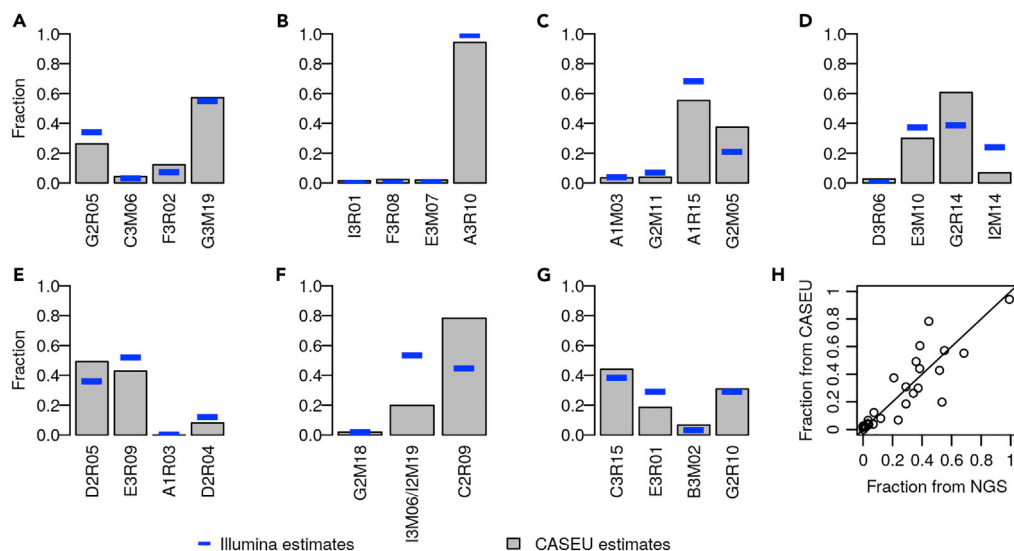 A
1.0
0.8
0.6
0.4
0.2
0.0
Fraction
G2R05
C3M06
F3R02
G3M19
B
1.0
0.8
0.6
0.4
0.2
0.0
I3R01
F3R08
E3M07
A3R10
C
1.0
0.8
0.6
0.4
0.2
0.0
A1M03
G2M11
A1R15
G2M05
D
1.0
0.8
0.6
0.4
0.2
0.0
D3R06
E3M10
G2R14
I2M14
E
1.0
0.8
0.6
0.4
0.2
0.0
Fraction
D2R05
E3R09
A1R03
D2R04
F
1.0
0.8
0.6
0.4
0.2
0.0
G2M18
I3M06/I2M19
C2R09
G
1.0
0.8
0.6
0.4
0.2
0.0
C3R15
E3R01
B3M02
G2R10
H
Fraction from CASEU
1
0.8
0.6
0.4
0.2
0
0 0.2 0.4 0.6 0.8 1
Fraction from NGS
Illumina estimates
CASEU estimates